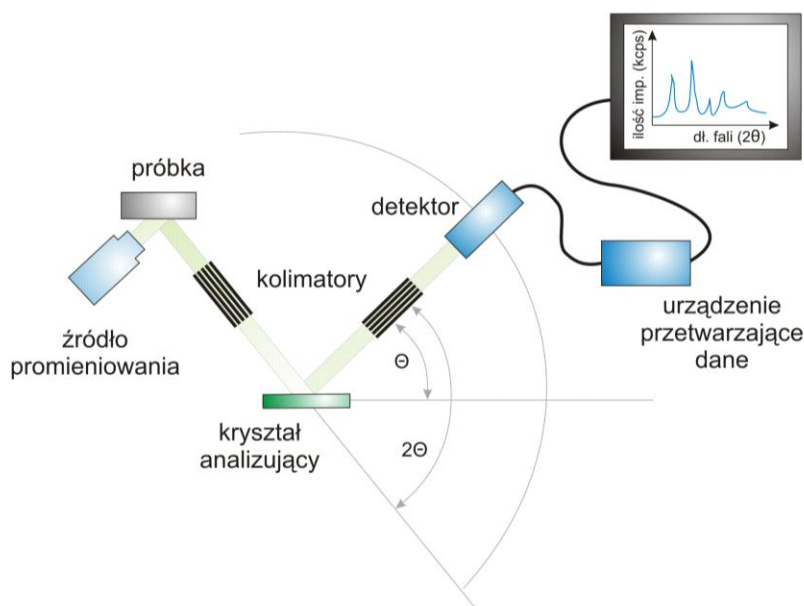 ilość imp. (kcps)
dł. fali (2θ)
próbka
detektor
kolimatory
źródło
promieniowania
urządzenie
przetwarzające
dane
Θ
kryształ
analizujący
2Θ